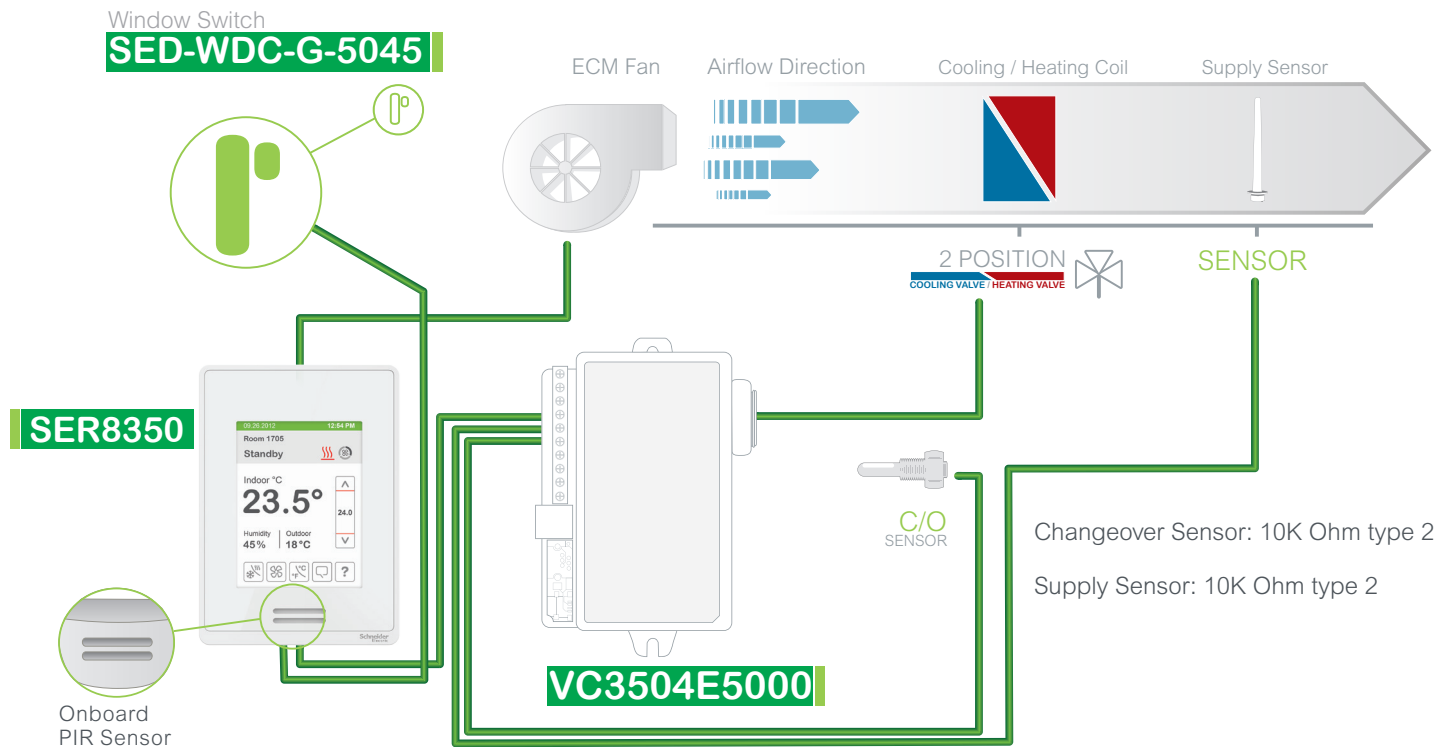 Window Switch
SED-WDC-G-5045
ECM Fan
Airflow Direction
Cooling / Heating Coil
Supply Sensor
2 POSITION
COOLING VALVE / HEATING VALVE
SENSOR
SER8350
09.26.2012 12:54 PM
Room 1705
Standby
Indoor °C
23.5°
24.0
Humidity
45%
Outdoor
18°C
°F °C
?
Schneider
Electric
C/O
SENSOR
Changeover Sensor: 10K Ohm type 2
Supply Sensor: 10K Ohm type 2
VC3504E5000
Onboard
PIR Sensor